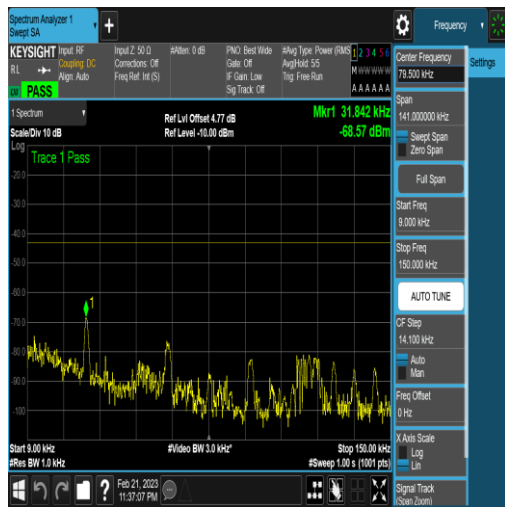 Spectrum Analyzer 1
Swept SA
+
Frequency
KEYSIGHT Input: RF Input Z: 50 Ω #Atten: 0 dB PNO: Best Wide #Avg Type: Power (RMS 1 2 3 4 5 6
RL Coupling: DC Corrections: Off Gate: Off Avg|Hold: 5/5 M W W W W W
Align: Auto Freq Ref: Int (S) IF Gain: Low Trig: Free Run
PASS Sig Track: Off A A A A A A
1 Spectrum
Ref Lvl Offset 4.77 dB Mkr1 31.842 kHz
Scale/Div 10 dB Ref Level -10.00 dBm -68.57 dBm
Log
Trace 1 Pass
-20.0
-30.0
-40.0
-50.0
-60.0
1
-70.0
-80.0
-90.0
-100
Start 9.00 kHz #Video BW 3.0 kHz* Stop 150.00 kHz
#Res BW 1.0 kHz #Sweep 1.00 s (1001 pts)
Feb 21, 2023
11:37:07 PM
?
Settings
Center Frequency
79.500 kHz
Span
141.000000 kHz
Swept Span
Zero Span
Full Span
Start Freq
9.000 kHz
Stop Freq
150.000 kHz
AUTO TUNE
CF Step
14.100 kHz
Auto
Man
Freq Offset
0 Hz
X Axis Scale
Log
Lin
Signal Track
(Span Zoom)